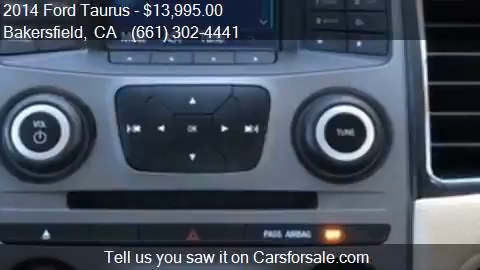 2014 Ford Taurus - $13,995.00
Bakersfield, CA  (661) 302-4441
VOL
OK
TUNE
PASS AIRBAG
Tell us you saw it on Carsforsale.com